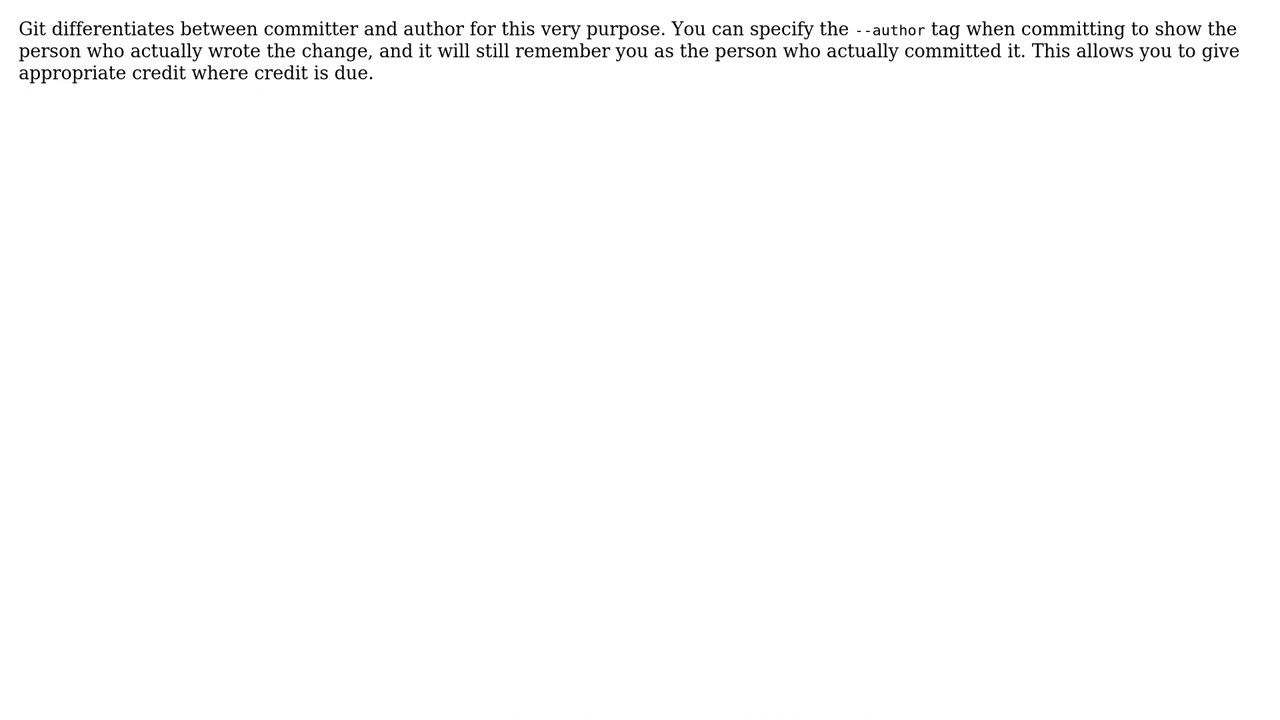 Git differentiates between committer and author for this very purpose. You can specify the --author tag when committing to show the
person who actually wrote the change, and it will still remember you as the person who actually committed it. This allows you to give
appropriate credit where credit is due.